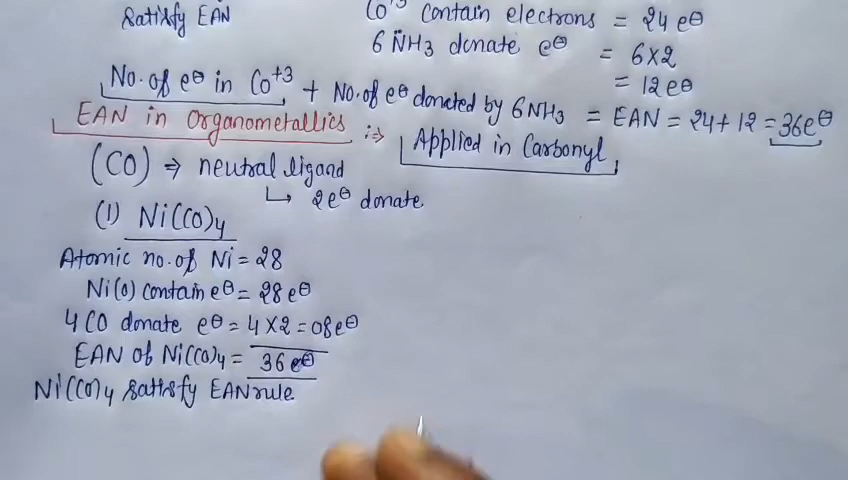 Satisfy EAN
Co⁺³ contain electrons = 24 e⊖
6 N̈H3 donate e⊖ = 6×2
= 12e⊖
No. of e⊖ in Co⁺³ + No. of e⊖ donated by 6NH3 = EAN = 24+12 = 36e⊖
EAN in Organometallics :⇒ Applied in Carbonyl
(CO) ⇒ neutral ligand
↳ 2e⊖ donate
(1) Ni(CO)4
Atomic no. of Ni = 28
Ni(0) contain e⊖ = 28e⊖
4 CO donate e⊖ = 4×2 = 08e⊖
EAN of Ni(CO)4 = 36 e⊖
Ni(CO)4 satisfy EAN rule